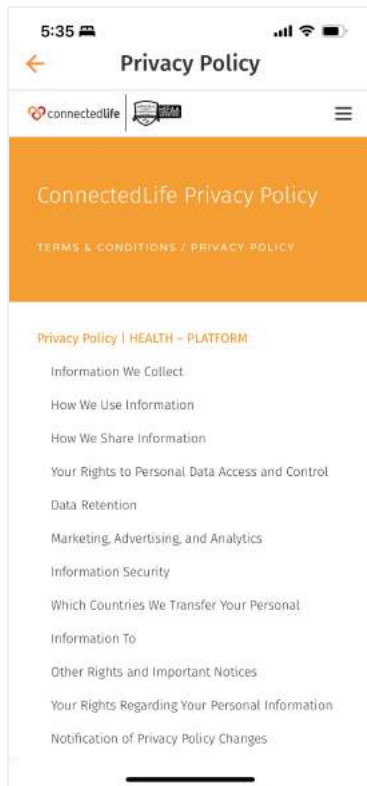 5:35
Privacy Policy
connectedlife
ConnectedLife Privacy Policy
TERMS & CONDITIONS / PRIVACY POLICY
Privacy Policy | HEALTH – PLATFORM
Information We Collect
How We Use Information
How We Share Information
Your Rights to Personal Data Access and Control
Data Retention
Marketing, Advertising, and Analytics
Information Security
Which Countries We Transfer Your Personal
Information To
Other Rights and Important Notices
Your Rights Regarding Your Personal Information
Notification of Privacy Policy Changes